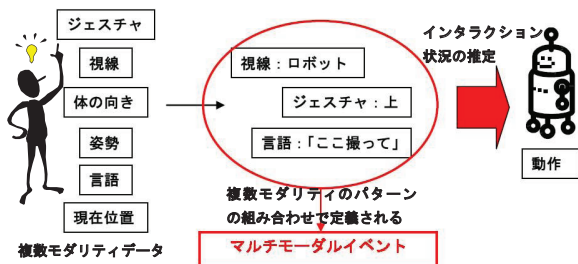 ジェスチャ
視線
体の向き
姿勢
言語
現在位置
複数モダリティデータ
視線：ロボット
ジェスチャ：上
言語：「ここ撮って」
複数モダリティのパターン
の組み合わせで定義される
マルチモーダルイベント
インタラクション
状況の推定
動作